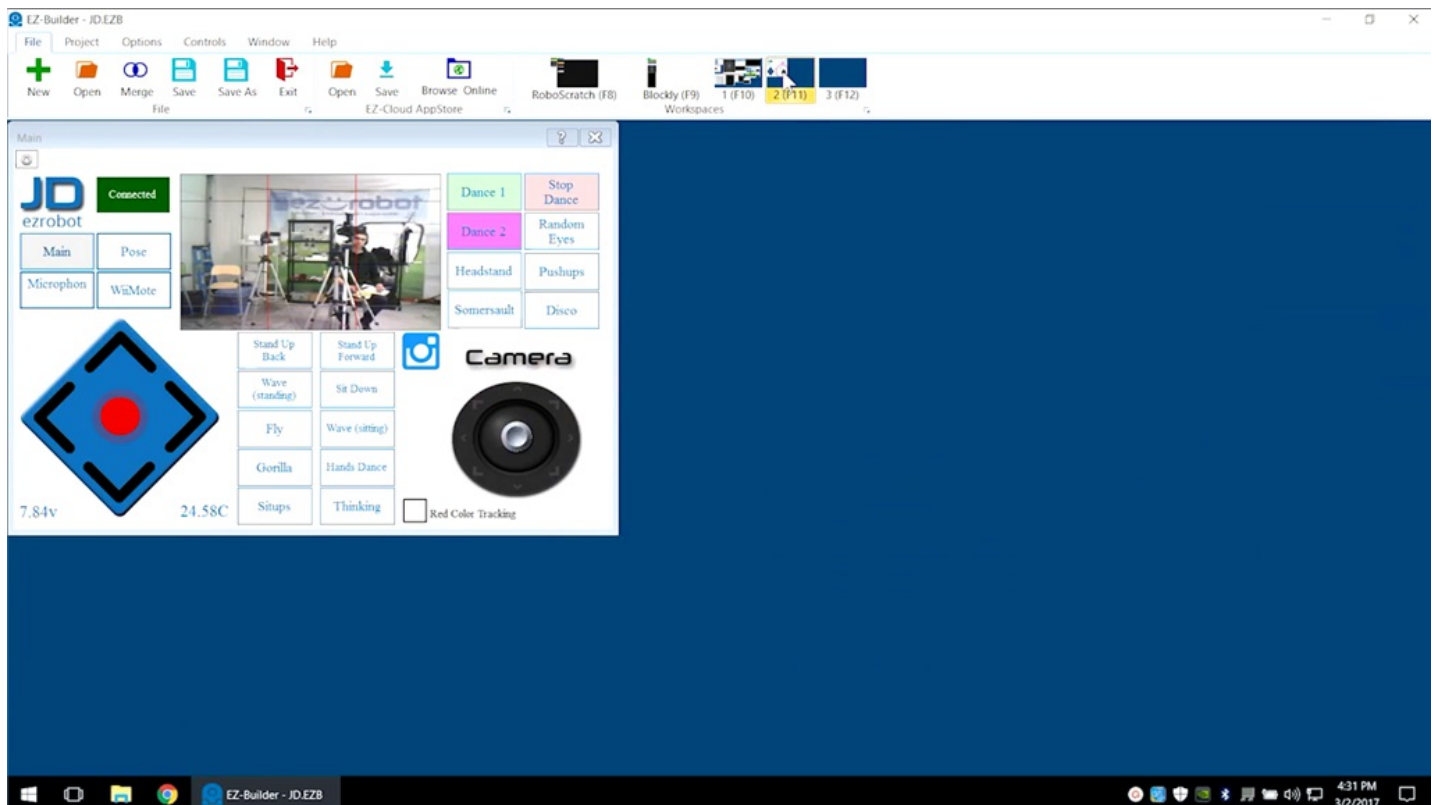 EZ-Builder - JD.EZB
File Project Options Controls Window Help
New Open Merge Save Save As Exit Open Save Browse Online RoboScratch (F8) Blockly (F9) 1 (F10) 2 (F11) 3 (F12)
File EZ-Cloud AppStore Workspaces
Main
JD
ezrobot
Connected
ez robot
Dance 1
Stop
Dance
Dance 2
Random
Eyes
Main
Pose
Headstand
Pushups
Microphon
WiiMote
Somersault
Disco
Stand Up
Back
Stand Up
Forward
Camera
Wave
(standing)
Sit Down
Fly
Wave (sitting)
Gorilla
Hands Dance
Situps
Thinking
Red Color Tracking
7.84v
24.58C
EZ-Builder - JD.EZB
4:31 PM
3/2/2017